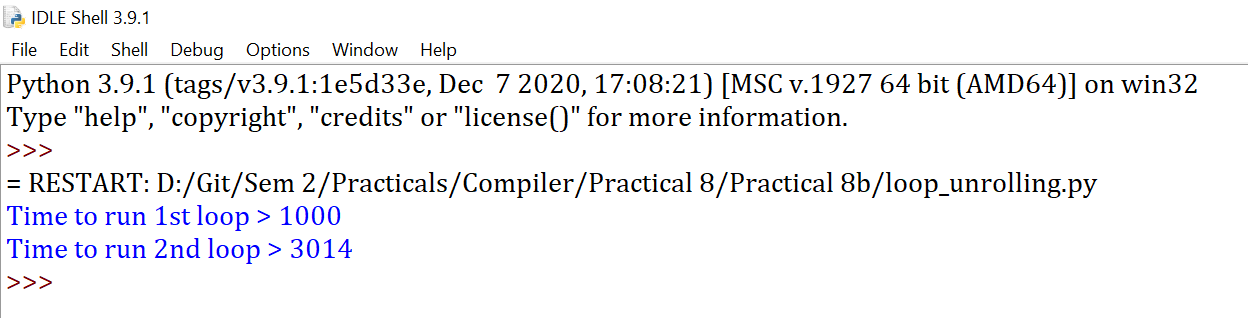 IDLE Shell 3.9.1
File Edit Shell Debug Options Window Help
Python 3.9.1 (tags/v3.9.1:1e5d33e, Dec  7 2020, 17:08:21) [MSC v.1927 64 bit (AMD64)] on win32
Type "help", "copyright", "credits" or "license()" for more information.
>>>
= RESTART: D:/Git/Sem 2/Practicals/Compiler/Practical 8/Practical 8b/loop_unrolling.py
Time to run 1st loop > 1000
Time to run 2nd loop > 3014
>>>